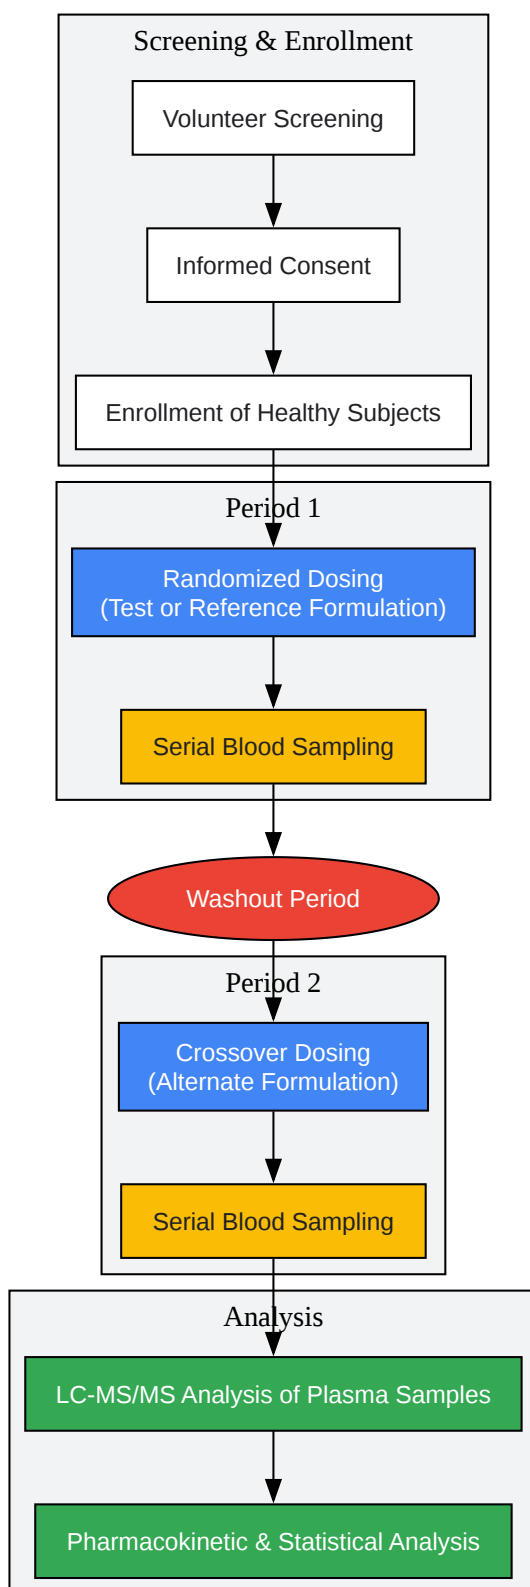 Screening & Enrollment
Volunteer Screening
Informed Consent
Enrollment of Healthy Subjects
Period 1
Randomized Dosing
(Test or Reference Formulation)
Serial Blood Sampling
Washout Period
Period 2
Crossover Dosing
(Alternate Formulation)
Serial Blood Sampling
Analysis
LC-MS/MS Analysis of Plasma Samples
Pharmacokinetic & Statistical Analysis